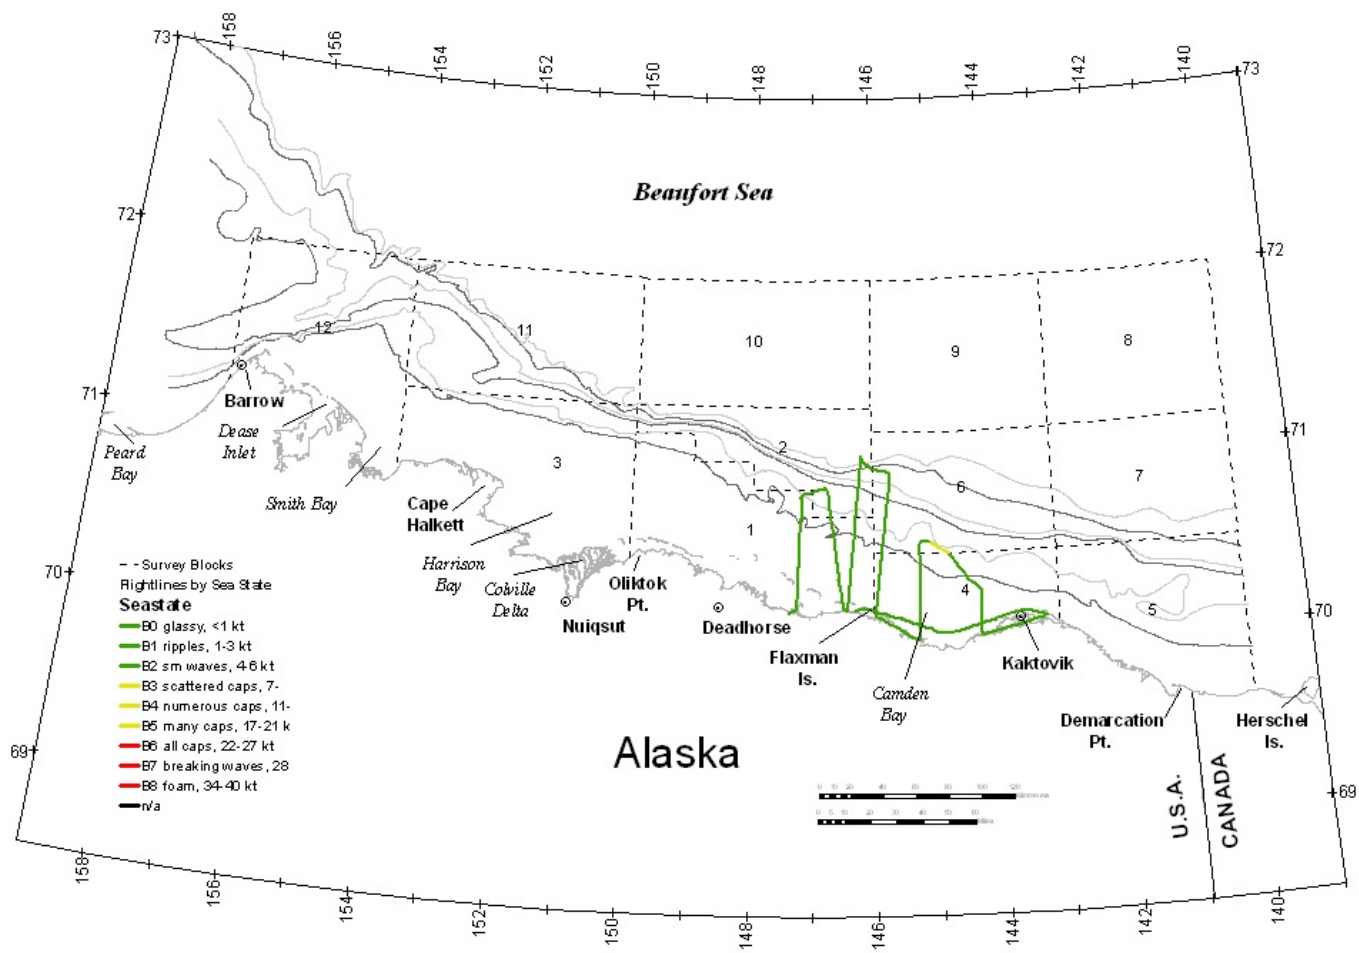 158
156
154
152
150
148
146
144
142
140
73
73
Beaufort Sea
72
72
12
11
10
9
8
71
71
Barrow
Peard
Bay
Dease
Inlet
Smith Bay
Cape
Halkett
3
2
1
6
7
4
5
Harrison
Bay
Colville
Delta
Oliktok
Pt.
Nuiqsut
Deadhorse
Flaxman
Is.
Camden
Bay
Kaktovik
Demarcation
Pt.
Herschel
Is.
70
70
Survey Blocks
Flightlines by Sea State
Seastate
B0 glassy, <1 kt
B1 ripples, 1-3 kt
B2 sm waves, 4-6 kt
B3 scattered caps, 7-
B4 numerous caps, 11-
B5 many caps, 17-21 k
B6 all caps, 22-27 kt
B7 breaking waves, 28
B8 foam, 34-40 kt
n/a
Alaska
U.S.A.
CANADA
69
69
158
156
154
152
150
148
146
144
142
140